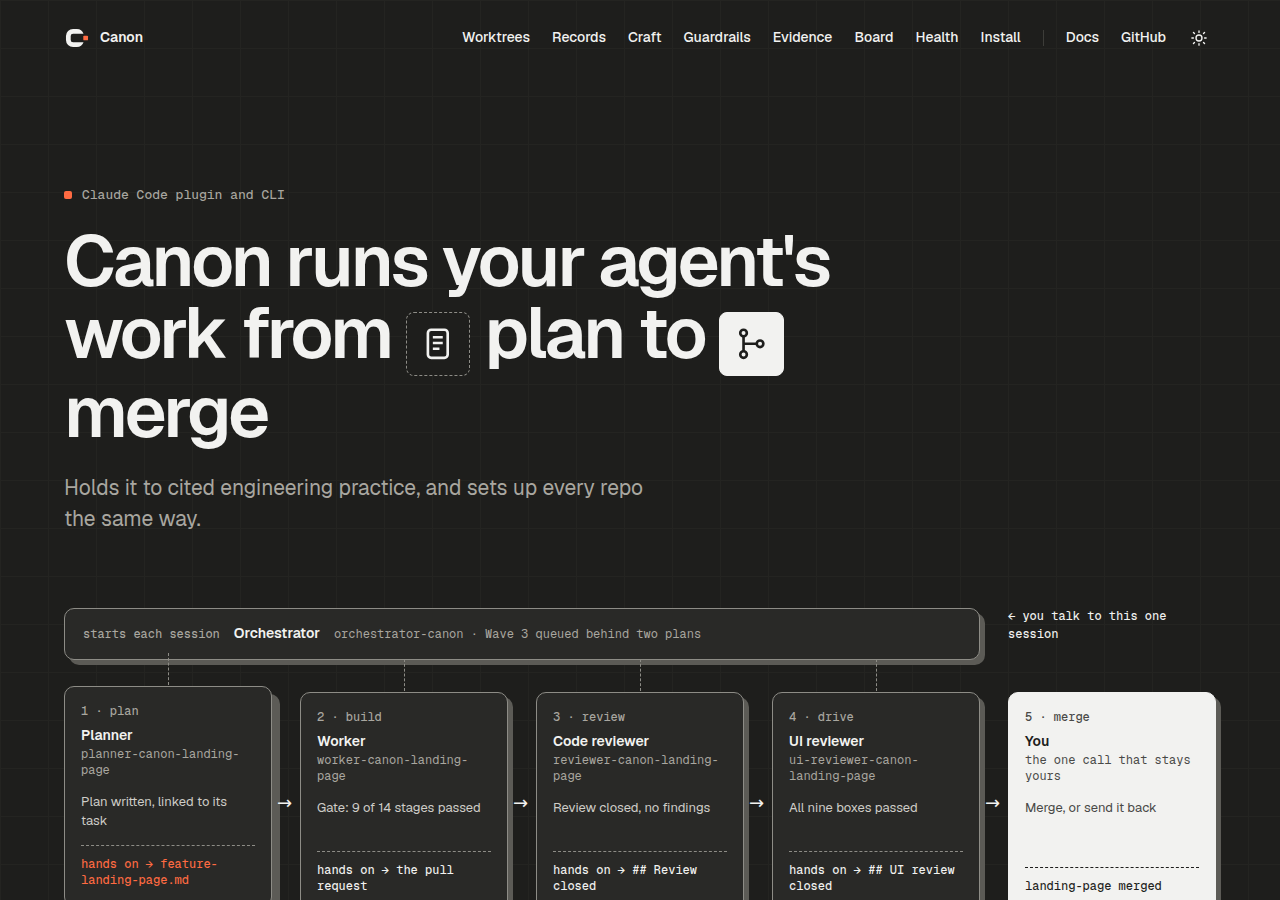 Canon
Worktrees Records Craft Guardrails Evidence Board Health Install Docs GitHub
Claude Code plugin and CLI
Canon runs your agent's
work from plan to
merge
Holds it to cited engineering practice, and sets up every repo
the same way.
starts each session Orchestrator orchestrator-canon · Wave 3 queued behind two plans
← you talk to this one
session
1 · plan
Planner
planner-canon-landing-
page
Plan written, linked to its
task
hands on → feature-
landing-page.md
→
2 · build
Worker
worker-canon-landing-
page
Gate: 9 of 14 stages passed
hands on → the pull
request
→
3 · review
Code reviewer
reviewer-canon-landing-
page
Review closed, no findings
hands on → ## Review
closed
→
4 · drive
UI reviewer
ui-reviewer-canon-
landing-page
All nine boxes passed
hands on → ## UI review
closed
→
5 · merge
You
the one call that stays
yours
Merge, or send it back
landing-page merged